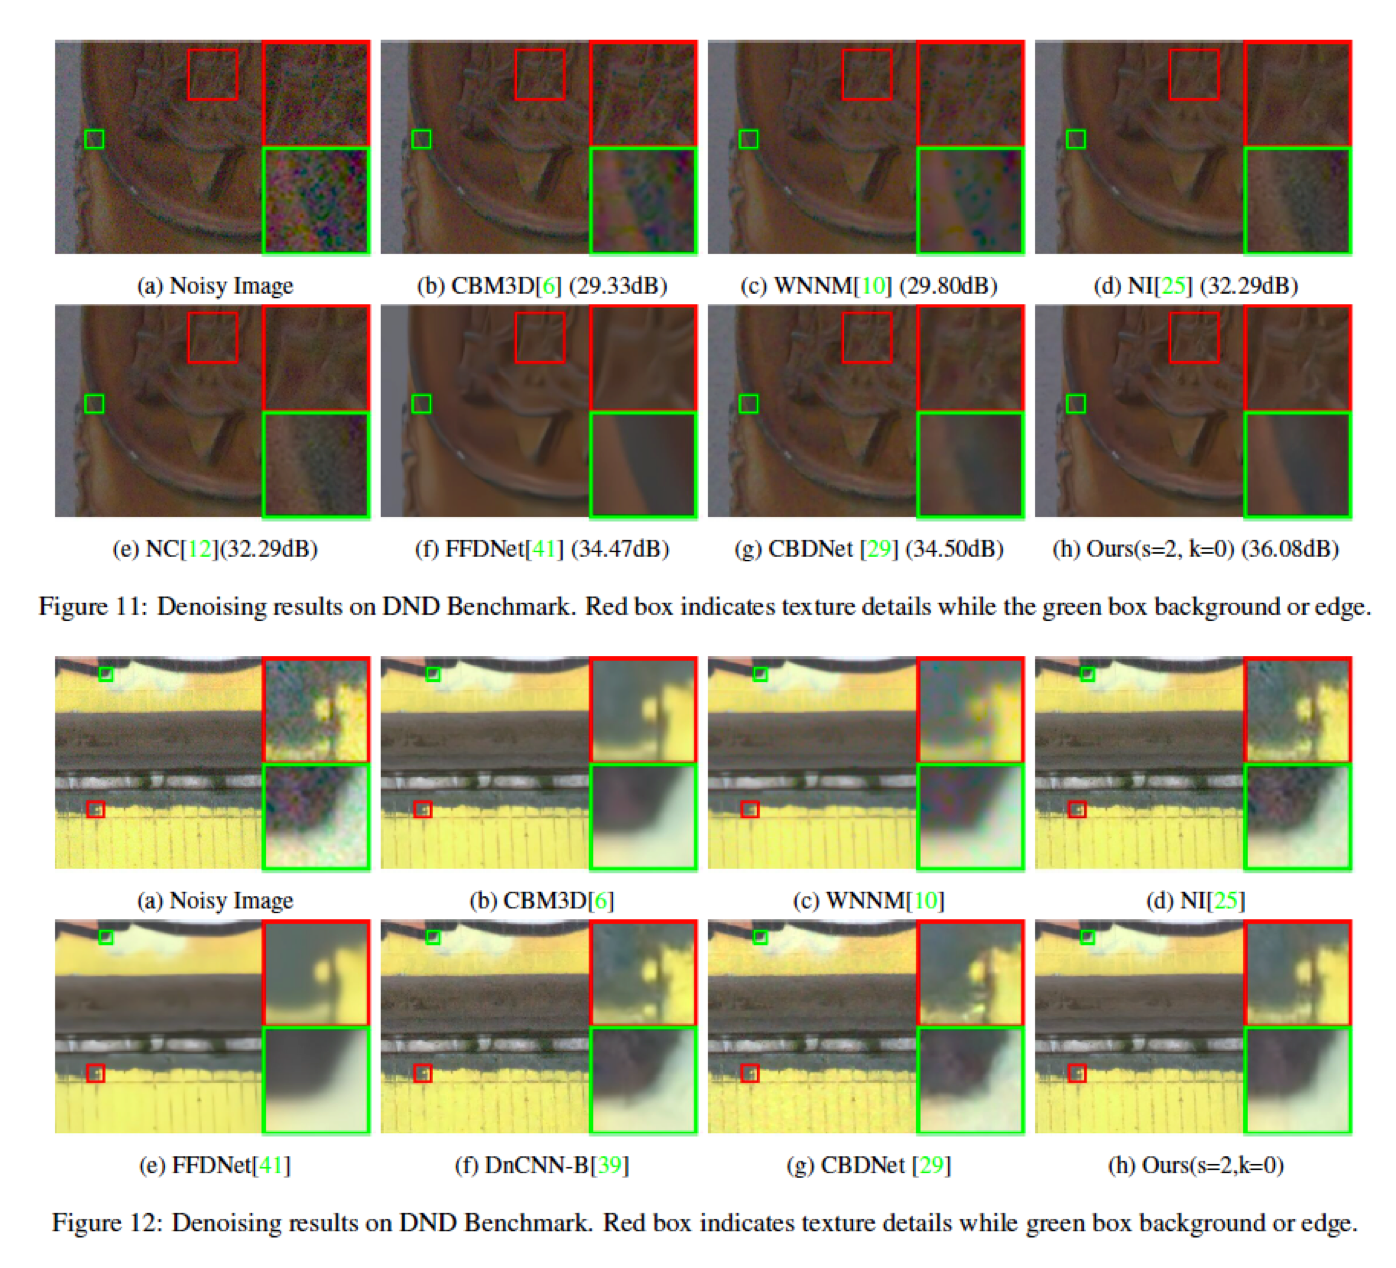 (a) Noisy Image
(b) CBM3D[6] (29.33dB)
(c) WNNM[10] (29.80dB)
(d) NI[25] (32.29dB)
(e) NC[12](32.29dB)
(f) FFDNet[41] (34.47dB)
(g) CBDNet [29] (34.50dB)
(h) Ours(s=2, k=0) (36.08dB)
Figure 11: Denoising results on DND Benchmark. Red box indicates texture details while the green box background or edge.
(a) Noisy Image
(b) CBM3D[6]
(c) WNNM[10]
(d) NI[25]
(e) FFDNet[41]
(f) DnCNN-B[39]
(g) CBDNet [29]
(h) Ours(s=2,k=0)
Figure 12: Denoising results on DND Benchmark. Red box indicates texture details while green box background or edge.